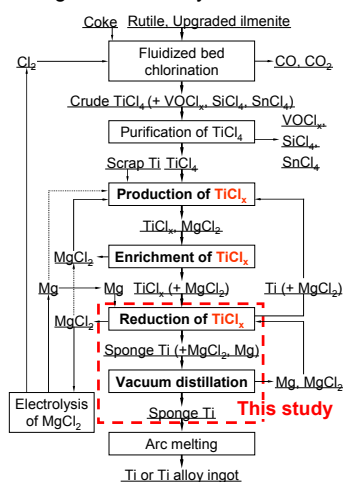 Coke Rutile, Upgraded ilmenite
Cl2 Fluidized bed CO, CO2
chlorination
Crude TiCl4 (+ VOClx, SiCl4, SnCl4)
Purification of TiCl4 VOClx,
SiCl4,
SnCl4
Scrap Ti TiCl4
Production of TiClx
TiClx, MgCl2
MgCl2 Enrichment of TiClx
Mg Mg TiClx (+ MgCl2) Ti (+ MgCl2)
MgCl2 Reduction of TiClx
Sponge Ti (+MgCl2, Mg)
Vacuum distillation Mg, MgCl2
Electrolysis
of MgCl2
Sponge Ti This study
Arc melting
Ti or Ti alloy ingot